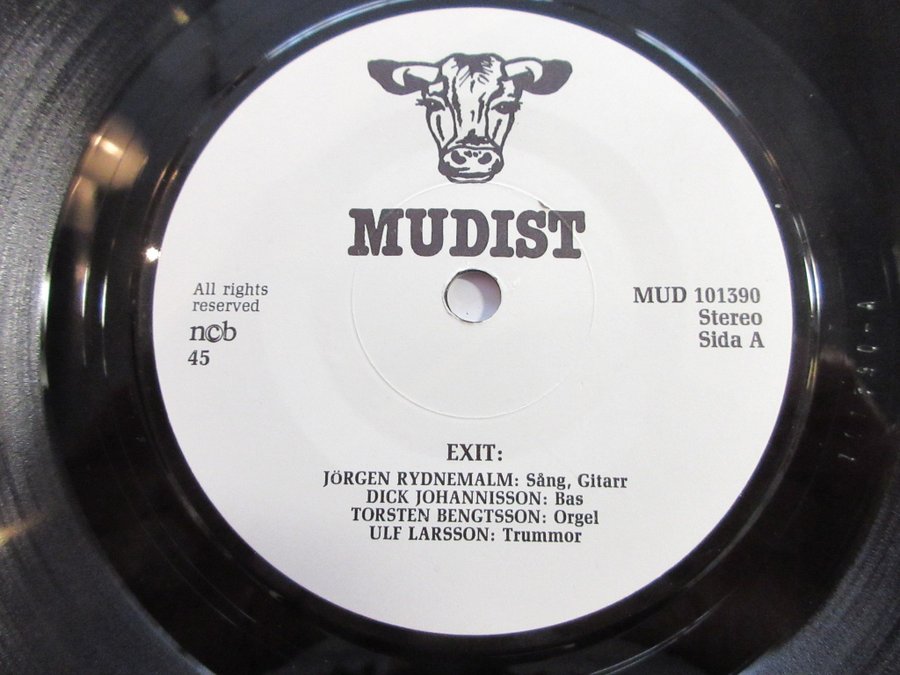 MUDIST
All rights
reserved
ncb
45
MUD 101390
Stereo
Sida A
EXIT:
JÖRGEN RYDNEMALM: Sång, Gitarr
DICK JOHANNISSON: Bas
TORSTEN BENGTSSON: Orgel
ULF LARSSON: Trummor